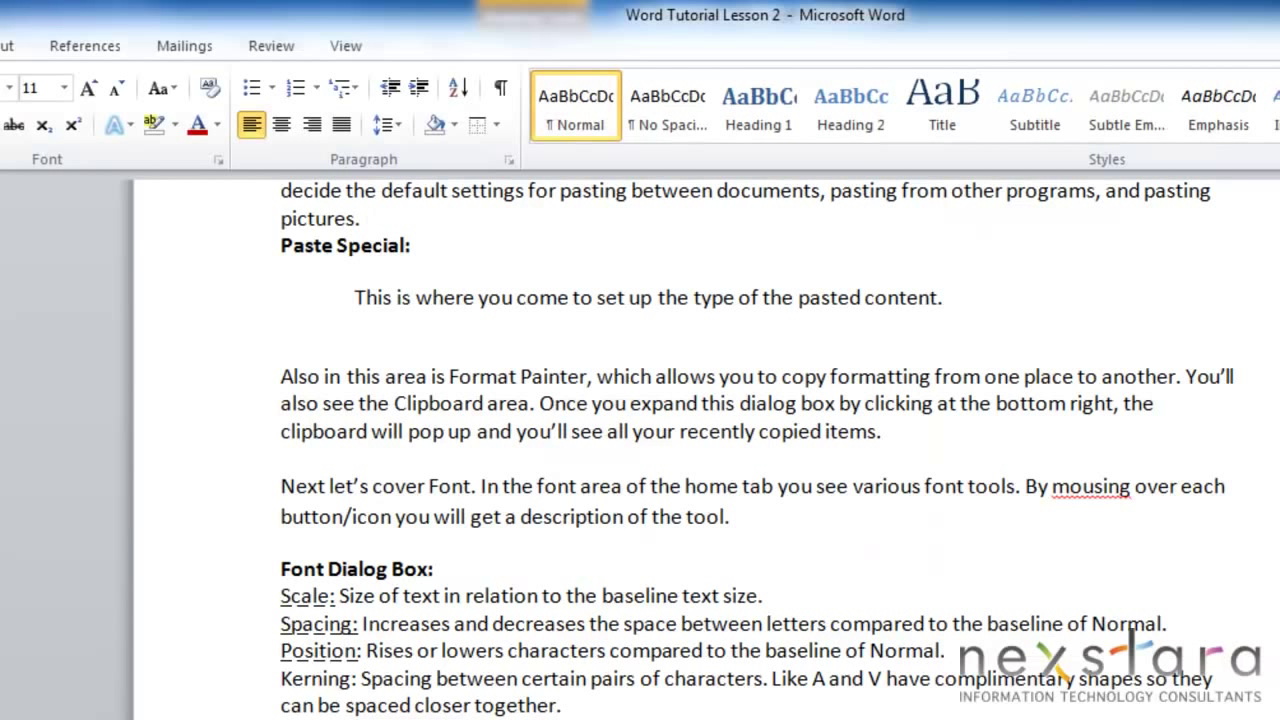 Word Tutorial Lesson 2 - Microsoft Word
ut References Mailings Review View
11 Aa
abc X₂ X² A ab A
AaBbCcDc AaBbCcDc AaBbC AaBbCc AaB AaBbCc. AaBbCcDc AaBbCcDc
¶ Normal ¶ No Spaci... Heading 1 Heading 2 Title Subtitle Subtle Em... Emphasis
Font Paragraph Styles
decide the default settings for pasting between documents, pasting from other programs, and pasting
pictures.
Paste Special:
This is where you come to set up the type of the pasted content.
Also in this area is Format Painter, which allows you to copy formatting from one place to another. You’ll
also see the Clipboard area. Once you expand this dialog box by clicking at the bottom right, the
clipboard will pop up and you’ll see all your recently copied items.
Next let’s cover Font. In the font area of the home tab you see various font tools. By mousing over each
button/icon you will get a description of the tool.
Font Dialog Box:
Scale: Size of text in relation to the baseline text size.
Spacing: Increases and decreases the space between letters compared to the baseline of Normal.
Position: Rises or lowers characters compared to the baseline of Normal.
Kerning: Spacing between certain pairs of characters. Like A and V have complimentary shapes so they
can be spaced closer together.
nexstara
INFORMATION TECHNOLOGY CONSULTANTS